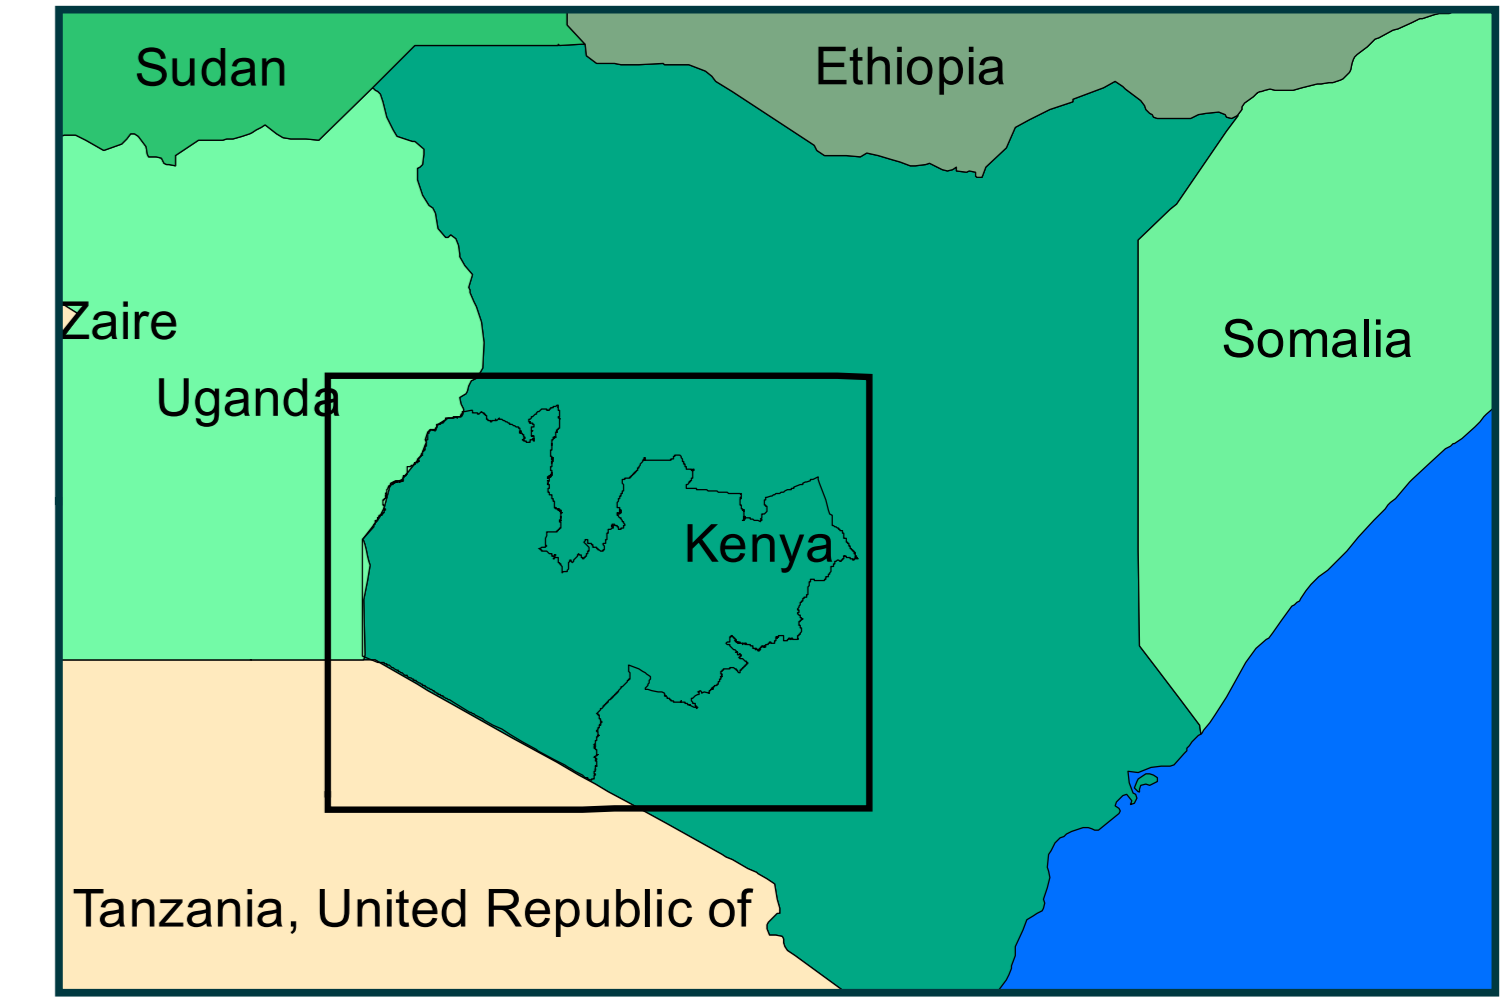 Sudan
Ethiopia
Zaire
Somalia
Uganda
Kenya
Tanzania, United Republic of